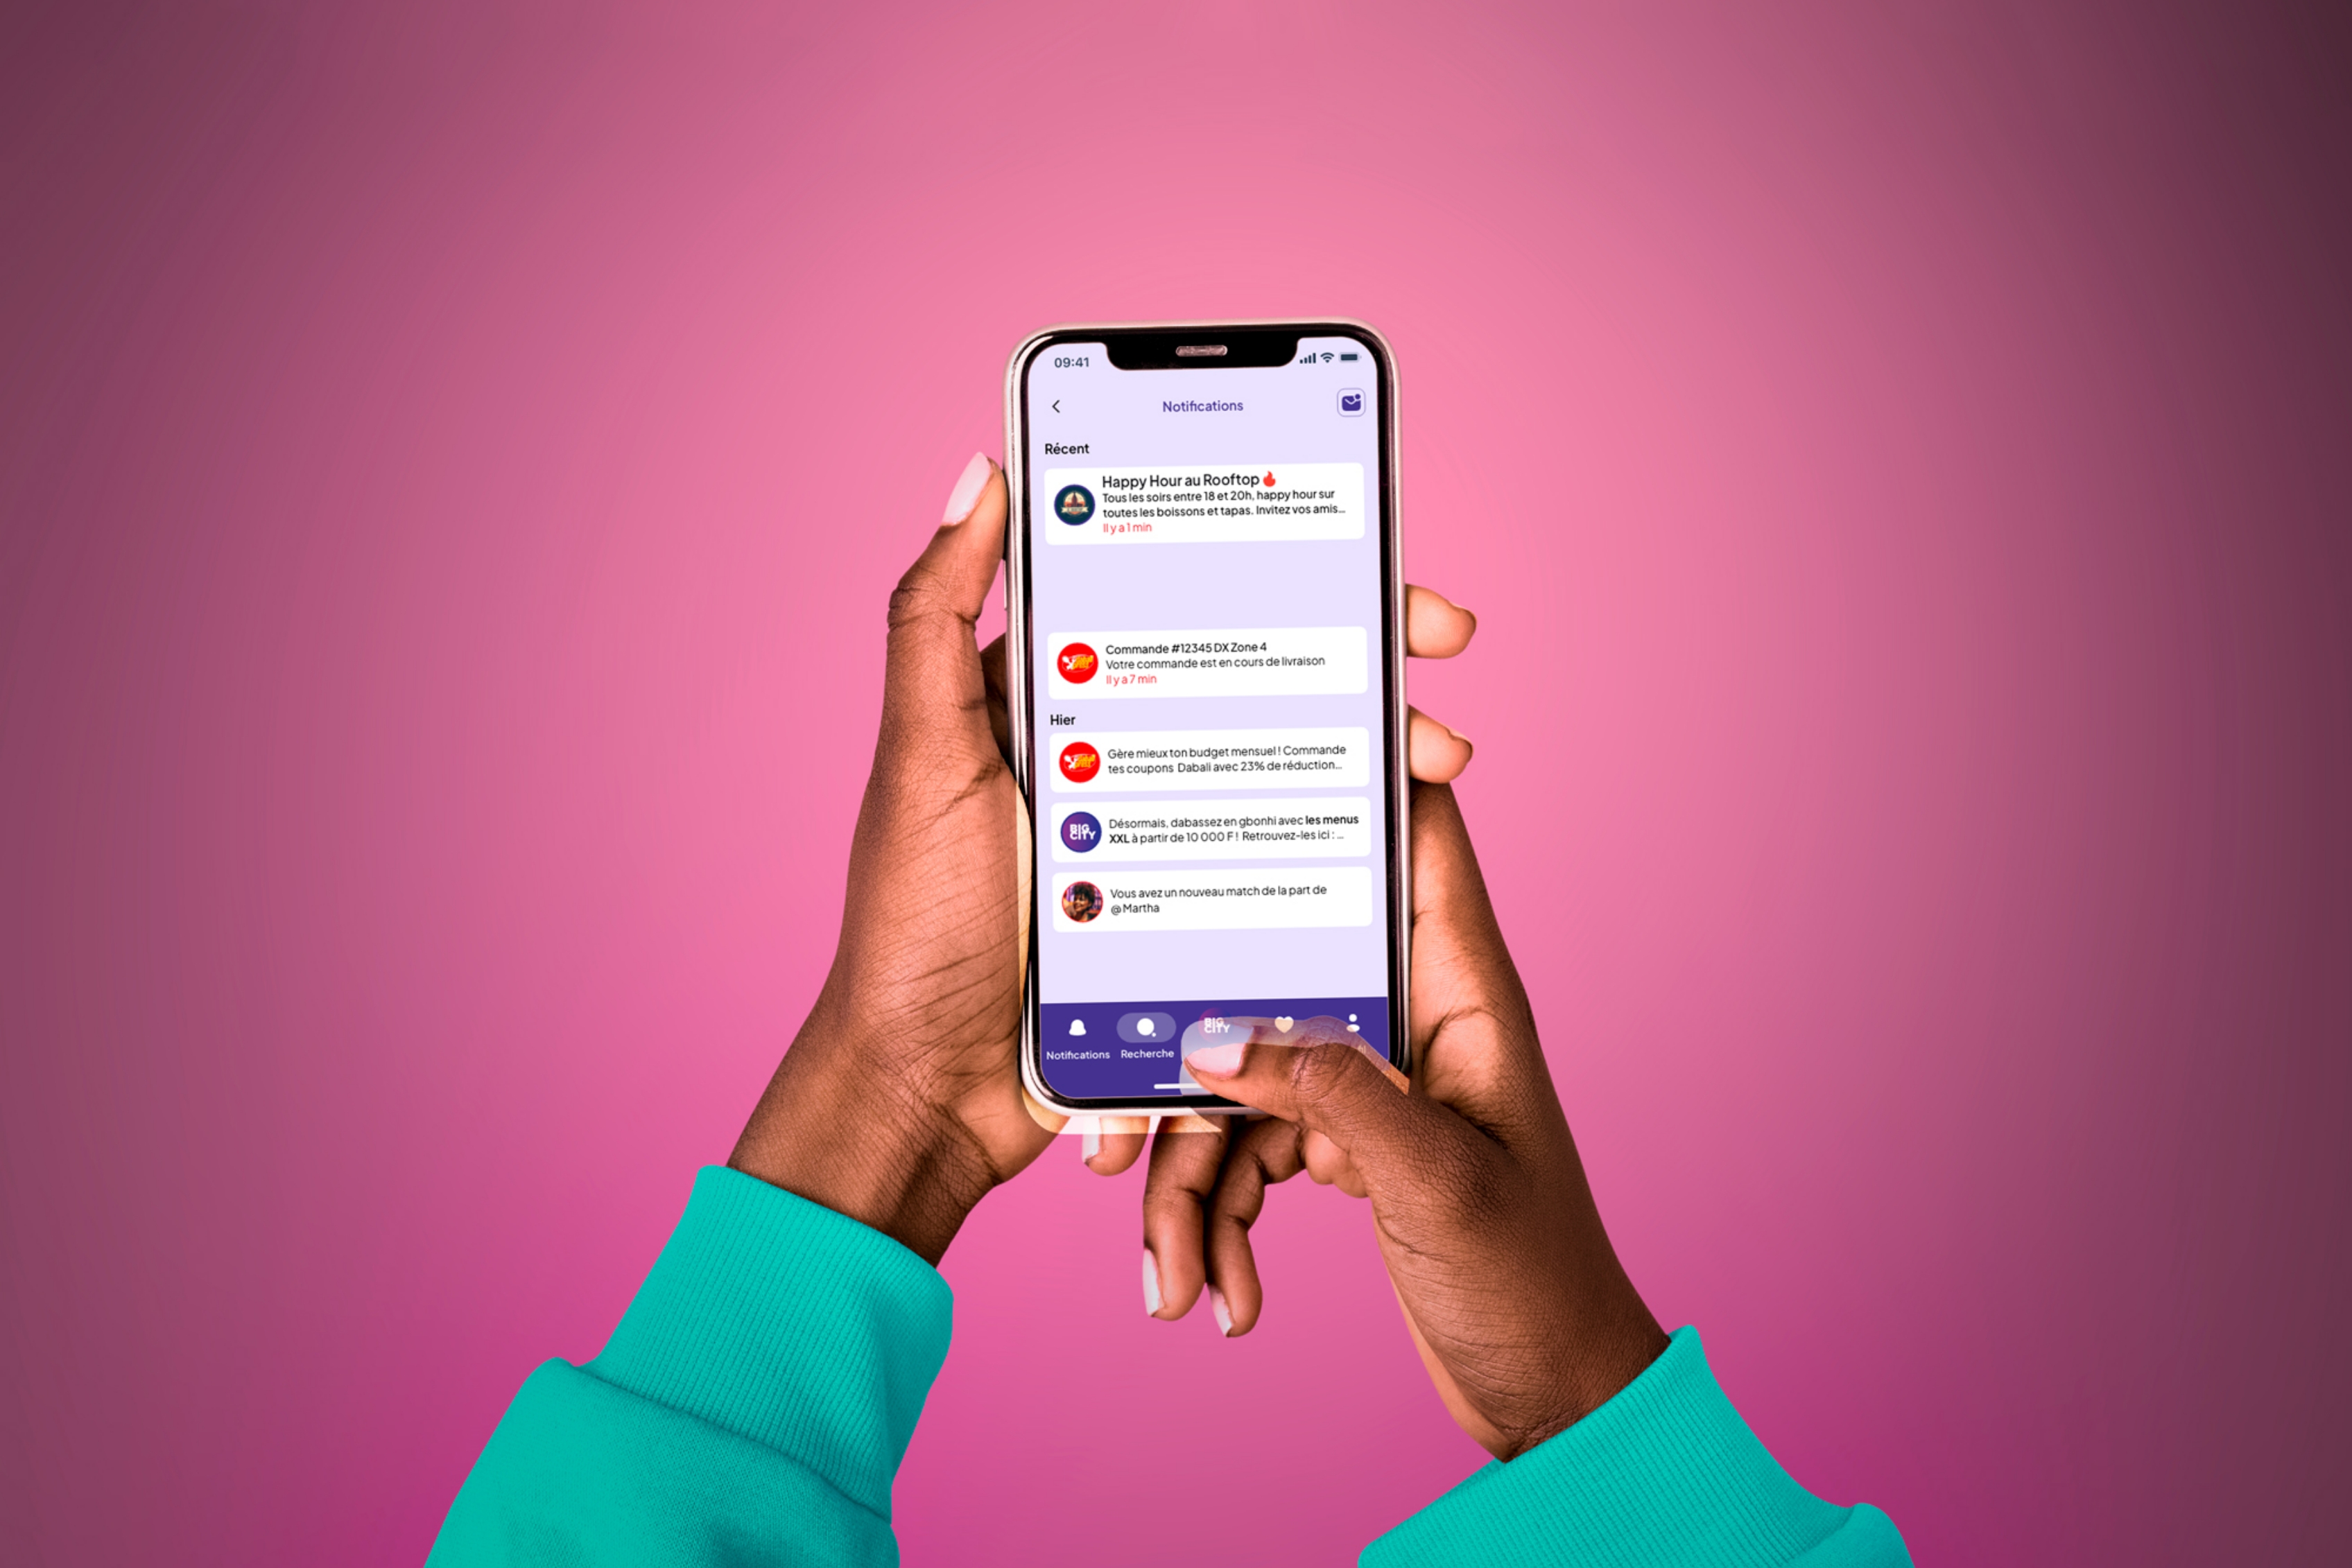 09:41
Notifications
Récent
Happy Hour au Rooftop🔥
Tous les soirs entre 18 et 20h, happy hour sur
toutes les boissons et tapas. Invitez vos amis...
Il y a 1 min
Commande #12345 DX Zone 4
Votre commande est en cours de livraison
Il y a 7 min
Hier
Gère mieux ton budget mensuel ! Commande
tes coupons Dabali avec 23% de réduction...
BIG
CITY
Désormais, dabassez en gbonhi avec les menus
XXL à partir de 10 000 F ! Retrouvez-les ici : ...
Vous avez un nouveau match de la part de
@Martha
BIG
CITY
Notifications
Recherche